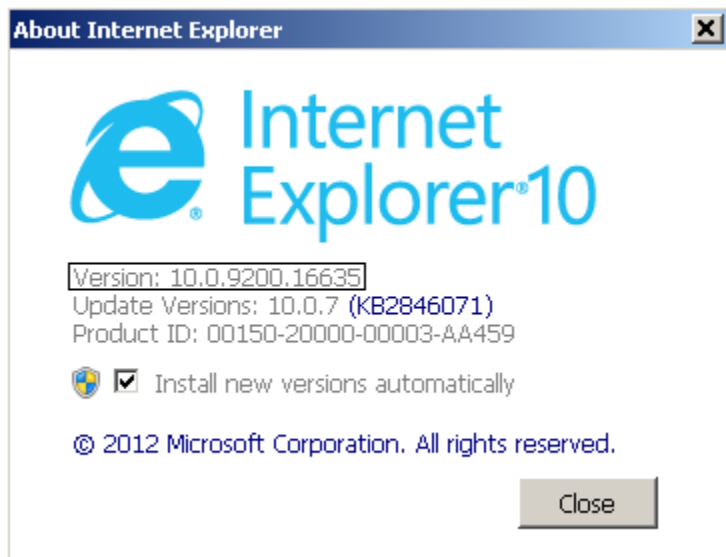 About Internet Explorer
Internet
Explorer®10
Version: 10.0.9200.16635
Update Versions: 10.0.7 (KB2846071)
Product ID: 00150-20000-00003-AA459
Install new versions automatically
© 2012 Microsoft Corporation. All rights reserved.
Close